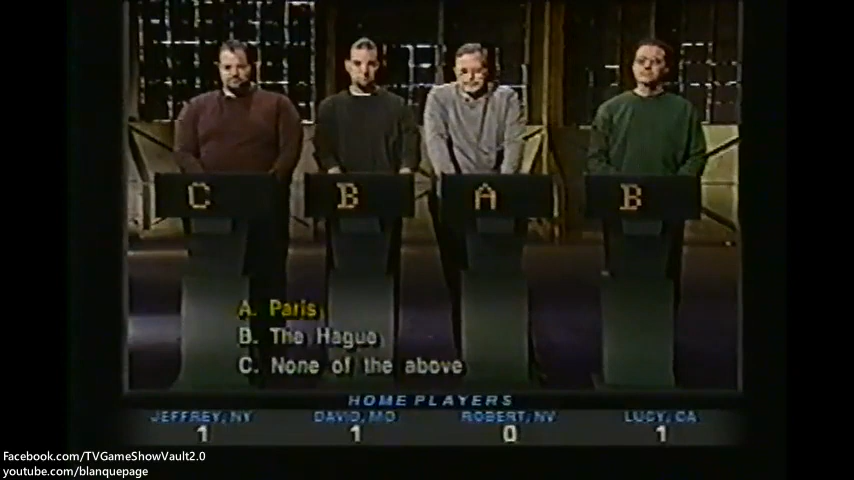 C B A B
A. Paris
B. The Hague
C. None of the above
HOME PLAYERS
JEFFREY, NY DAVID, MO ROBERT, NV LUCY, CA
1 1 0 1
Facebook.com/TVGameShowVault2.0
youtube.com/blanquepage